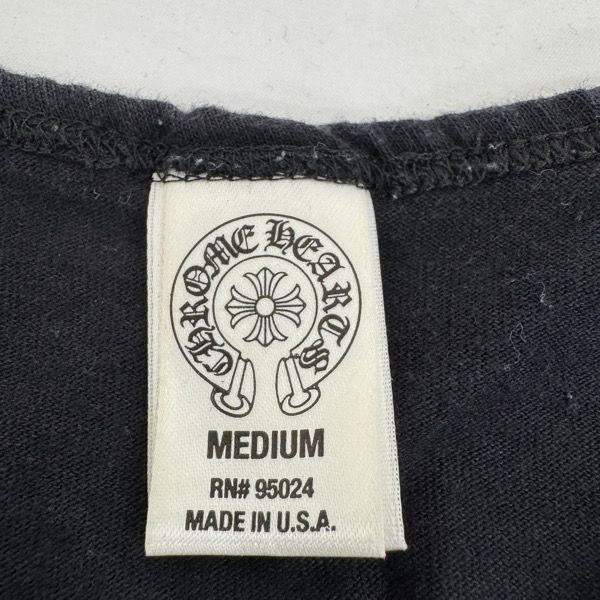 CHROME HEARTS
MEDIUM
RN# 95024
MADE IN U.S.A.